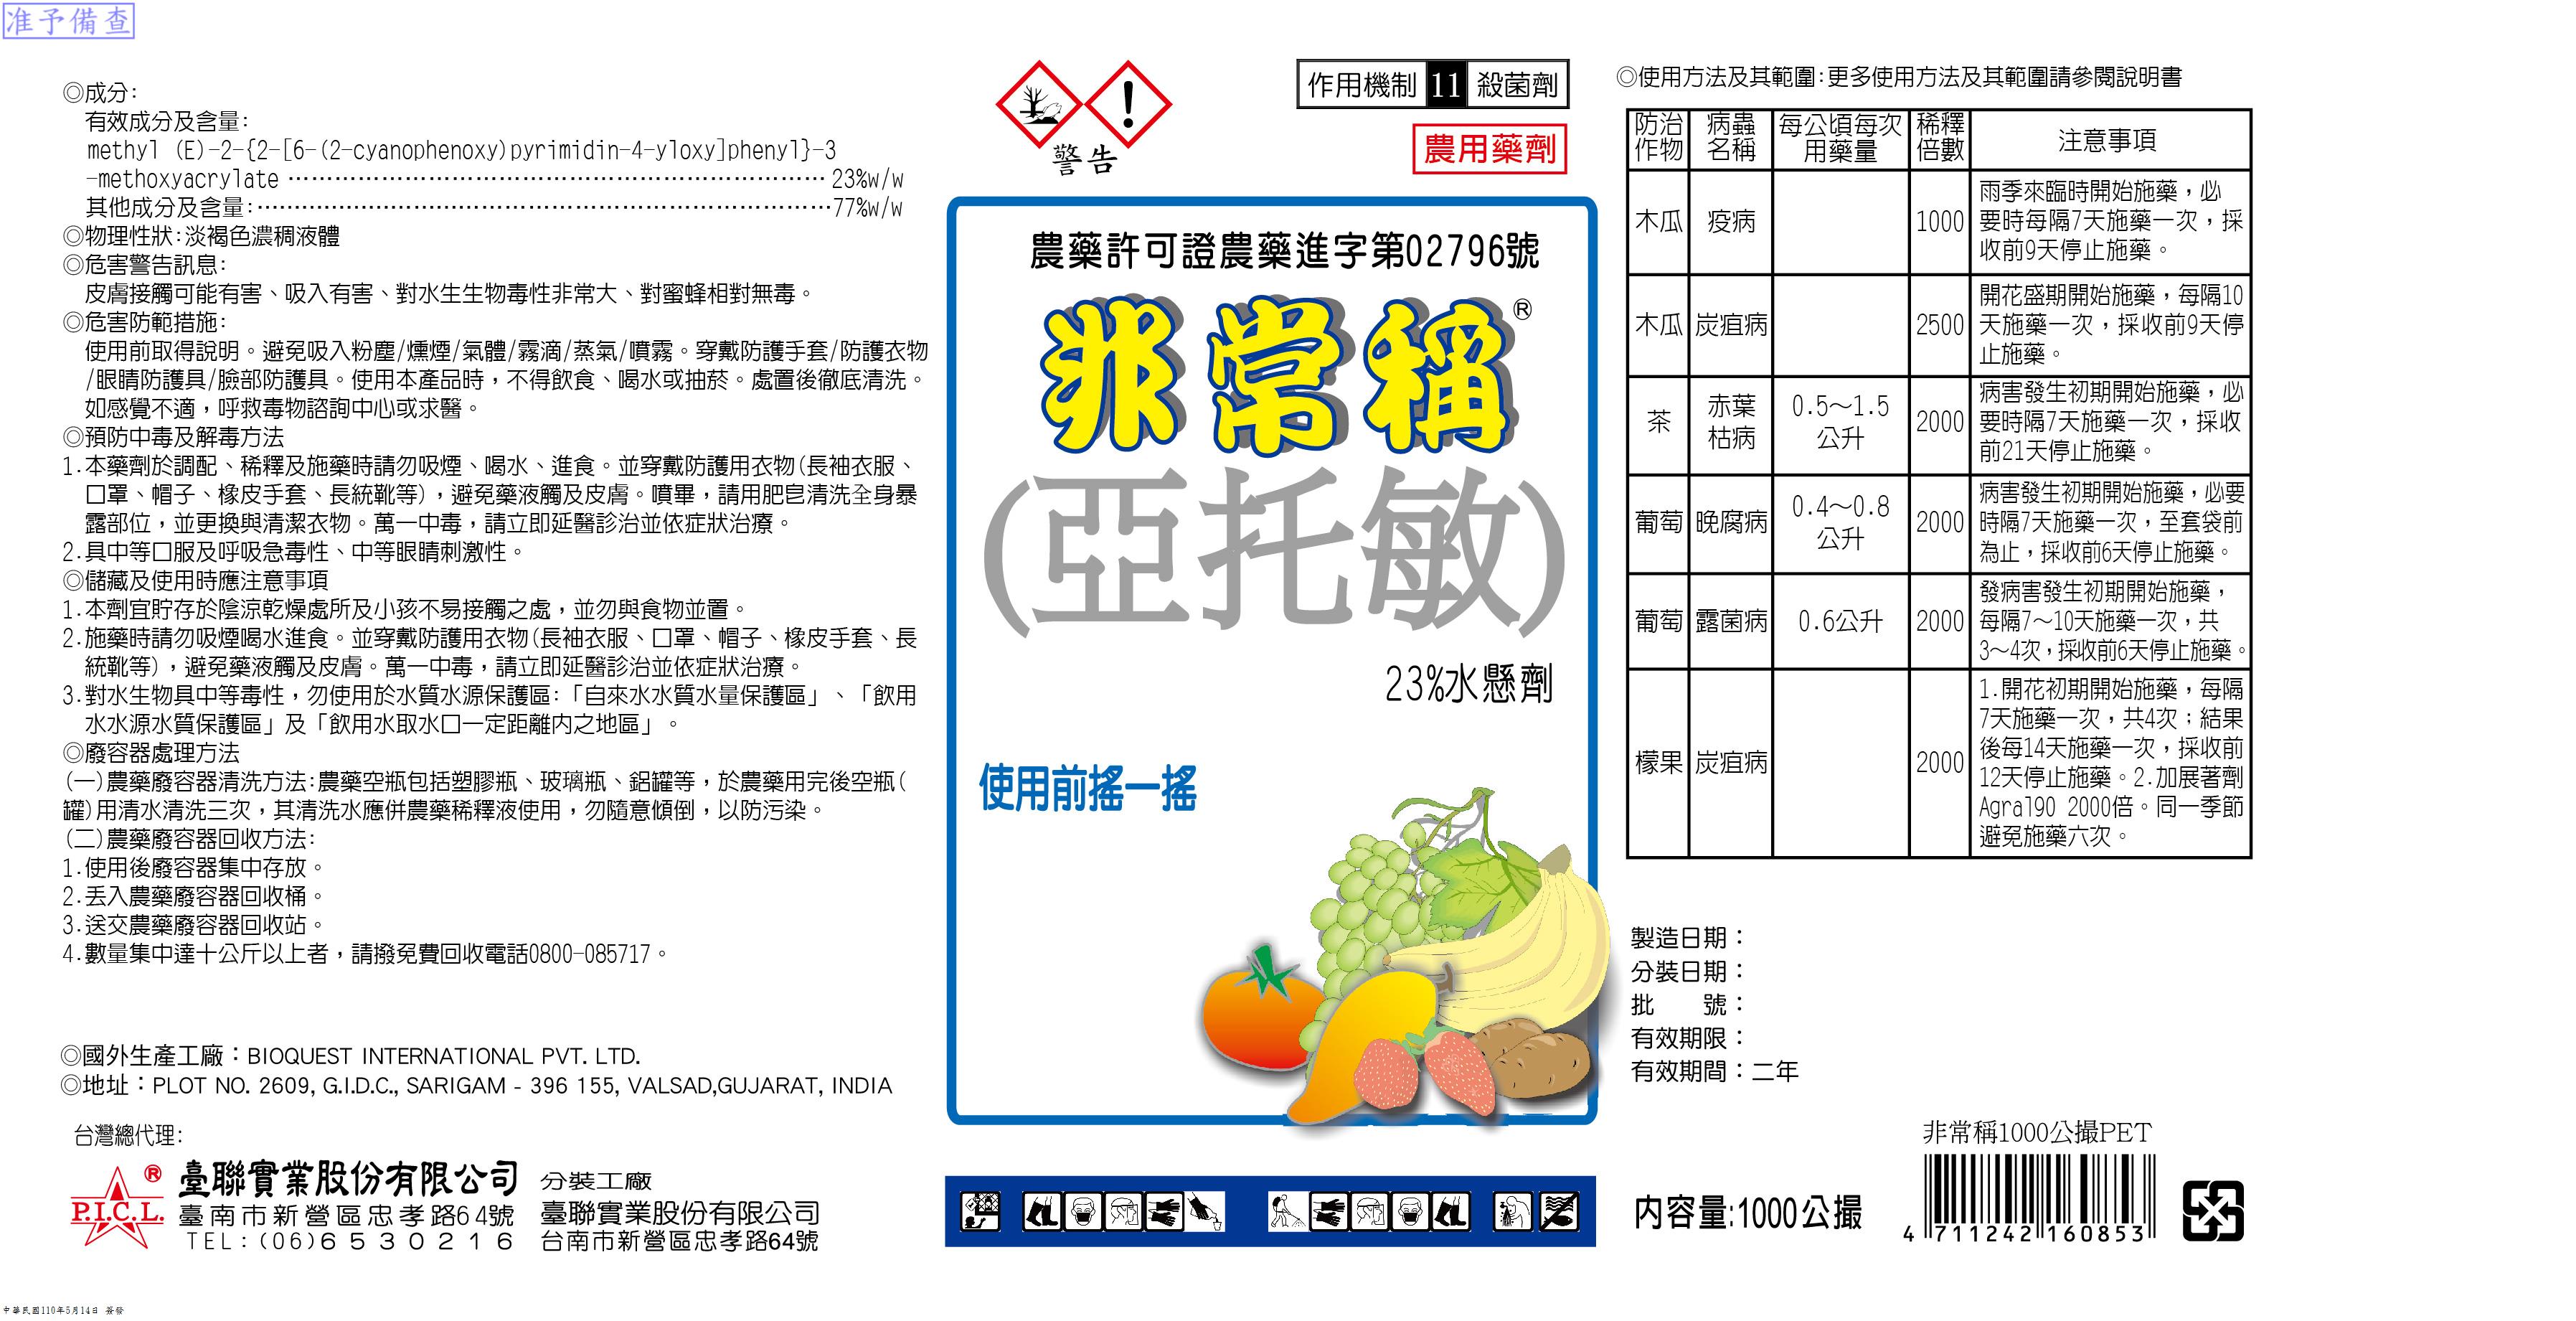 准予備查
◎成分:
有效成分及含量:
methyl (E)-2-{2-[6-(2-cyanophenoxy)pyrimidin-4-yloxy]phenyl}-3
-methoxyacrylate ………………………………………………………… 23%w/w
其他成分及含量:……………………………………………………………77%w/w
◎物理性狀:淡褐色濃稠液體
◎危害警告訊息:
皮膚接觸可能有害、吸入有害、對水生生物毒性非常大、對蜜蜂相對無毒。
◎危害防範措施:
使用前取得說明。避免吸入粉塵/燻煙/氣體/霧滴/蒸氣/噴霧。穿戴防護手套/防護衣物
/眼睛防護具/臉部防護具。使用本產品時，不得飲食、喝水或抽菸。處置後徹底清洗。
如感覺不適，呼救毒物諮詢中心或求醫。
◎預防中毒及解毒方法
1.本藥劑於調配、稀釋及施藥時請勿吸煙、喝水、進食。並穿戴防護用衣物(長袖衣服、
口罩、帽子、橡皮手套、長統靴等)，避免藥液觸及皮膚。噴畢，請用肥皂清洗全身暴
露部位，並更換與清潔衣物。萬一中毒，請立即延醫診治並依症狀治療。
2.具中等口服及呼吸急毒性、中等眼睛刺激性。
◎儲藏及使用時應注意事項
1.本劑宜貯存於陰涼乾燥處所及小孩不易接觸之處，並勿與食物並置。
2.施藥時請勿吸煙喝水進食。並穿戴防護用衣物(長袖衣服、口罩、帽子、橡皮手套、長
統靴等)，避免藥液觸及皮膚。萬一中毒，請立即延醫診治並依症狀治療。
3.對水生物具中等毒性，勿使用於水質水源保護區:「自來水水質水量保護區」、「飲用
水水源水質保護區」及「飲用水取水口一定距離內之地區」。
◎廢容器處理方法
(一)農藥廢容器清洗方法:農藥空瓶包括塑膠瓶、玻璃瓶、鋁罐等，於農藥用完後空瓶(
罐)用清水清洗三次，其清洗水應併農藥稀釋液使用，勿隨意傾倒，以防污染。
(二)農藥廢容器回收方法:
1.使用後廢容器集中存放。
2.丟入農藥廢容器回收桶。
3.送交農藥廢容器回收站。
4.數量集中達十公斤以上者，請撥免費回收電話0800-085717。
◎國外生產工廠：BIOQUEST INTERNATIONAL PVT. LTD.
◎地址：PLOT NO. 2609, G.I.D.C., SARIGAM - 396 155, VALSAD,GUJARAT, INDIA
台灣總代理:
P.I.C.L. ®
臺聯實業股份有限公司
臺南市新營區忠孝路64號
TEL:(06)6530216
分裝工廠
臺聯實業股份有限公司
台南市新營區忠孝路64號
警告
作用機制 11 殺菌劑
農用藥劑
農藥許可證農藥進字第02796號
非常稱®
(亞托敏)
23%水懸劑
使用前搖一搖
◎使用方法及其範圍:更多使用方法及其範圍請參閱說明書
防治作物 病蟲名稱 每公頃每次用藥量 稀釋倍數 注意事項
木瓜 疫病 1000 雨季來臨時開始施藥，必
要時每隔7天施藥一次，採
收前9天停止施藥。
木瓜 炭疽病 2500 開花盛期開始施藥，每隔10
天施藥一次，採收前9天停
止施藥。
茶 赤葉枯病 0.5～1.5公升 2000 病害發生初期開始施藥，必
要時隔7天施藥一次，採收
前21天停止施藥。
葡萄 晚腐病 0.4～0.8公升 2000 病害發生初期開始施藥，必要
時隔7天施藥一次，至套袋前
為止，採收前6天停止施藥。
葡萄 露菌病 0.6公升 2000 發病害發生初期開始施藥，
每隔7～10天施藥一次，共
3～4次，採收前6天停止施藥。
檬果 炭疽病 2000 1.開花初期開始施藥，每隔
7天施藥一次，共4次；結果
後每14天施藥一次，採收前
12天停止施藥。2.加展著劑
Agral90 2000倍。同一季節
避免施藥六次。
製造日期：
分裝日期：
批　　號：
有效期限：
有效期間：二年
內容量:1000公撮
非常稱1000公撮PET
4 711242 160853
中華民國110年5月14日 簽發